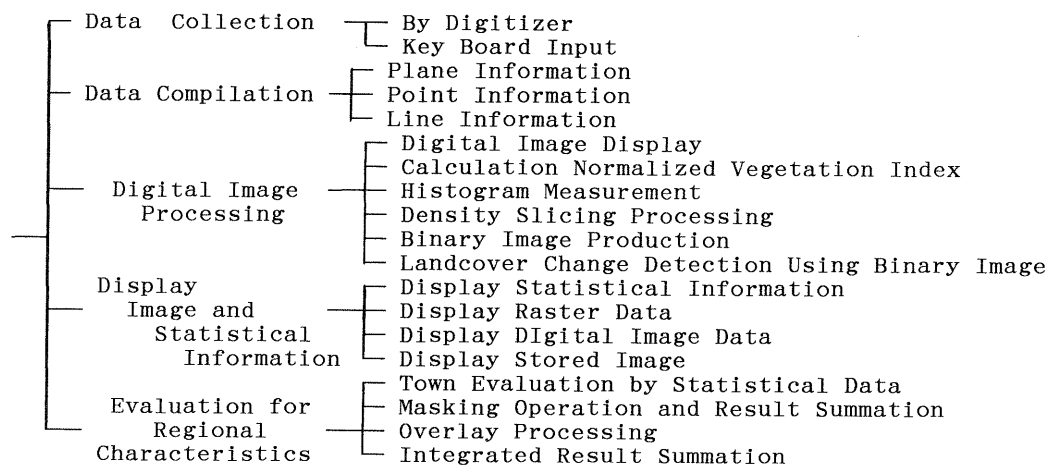 Data Collection
By Digitizer
Key Board Input
Data Compilation
Plane Information
Point Information
Line Information
Digital Image
Processing
Digital Image Display
Calculation Normalized Vegetation Index
Histogram Measurement
Density Slicing Processing
Binary Image Production
Landcover Change Detection Using Binary Image
Display
Image and
Statistical
Information
Display Statistical Information
Display Raster Data
Display DIgital Image Data
Display Stored Image
Evaluation for
Regional
Characteristics
Town Evaluation by Statistical Data
Masking Operation and Result Summation
Overlay Processing
Integrated Result Summation